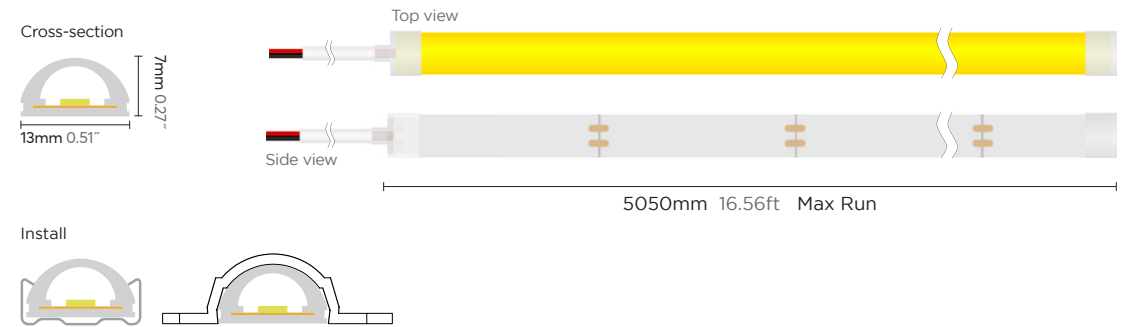 Top view
Cross-section
7mm 0.27″
13mm 0.51″
Side view
5050mm 16.56ft Max Run
Install